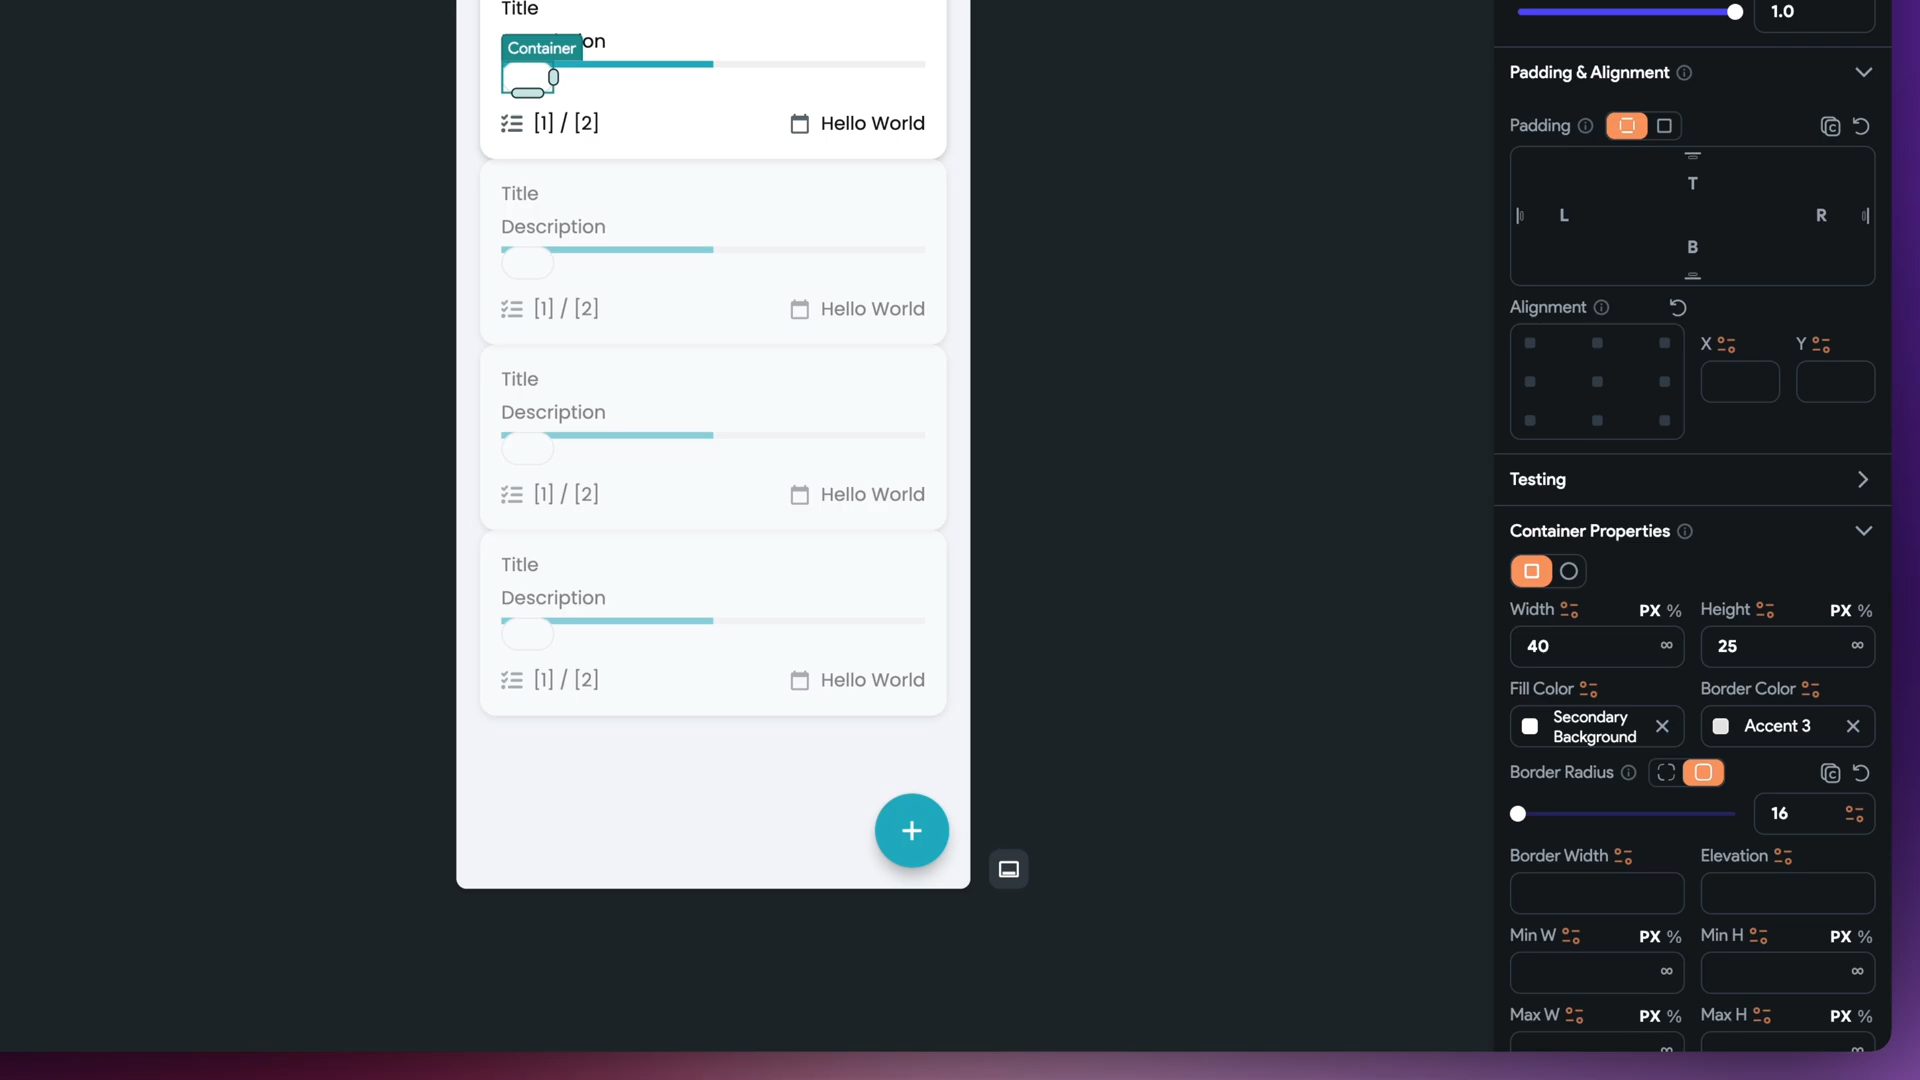 Title
on
Container
[1] / [2]
Hello World
Title
Description
[1] / [2]
Hello World
Title
Description
[1] / [2]
Hello World
Title
Description
[1] / [2]
Hello World
+
1.0
Padding & Alignment
Padding
T
L
R
B
Alignment
X
Y
Testing
Container Properties
Width PX %
Height PX %
40 ∞
25 ∞
Fill Color
Border Color
Secondary
Background
Accent 3
Border Radius
16
Border Width
Elevation
Min W PX %
Min H PX %
∞
∞
Max W PX %
Max H PX %
∞
∞